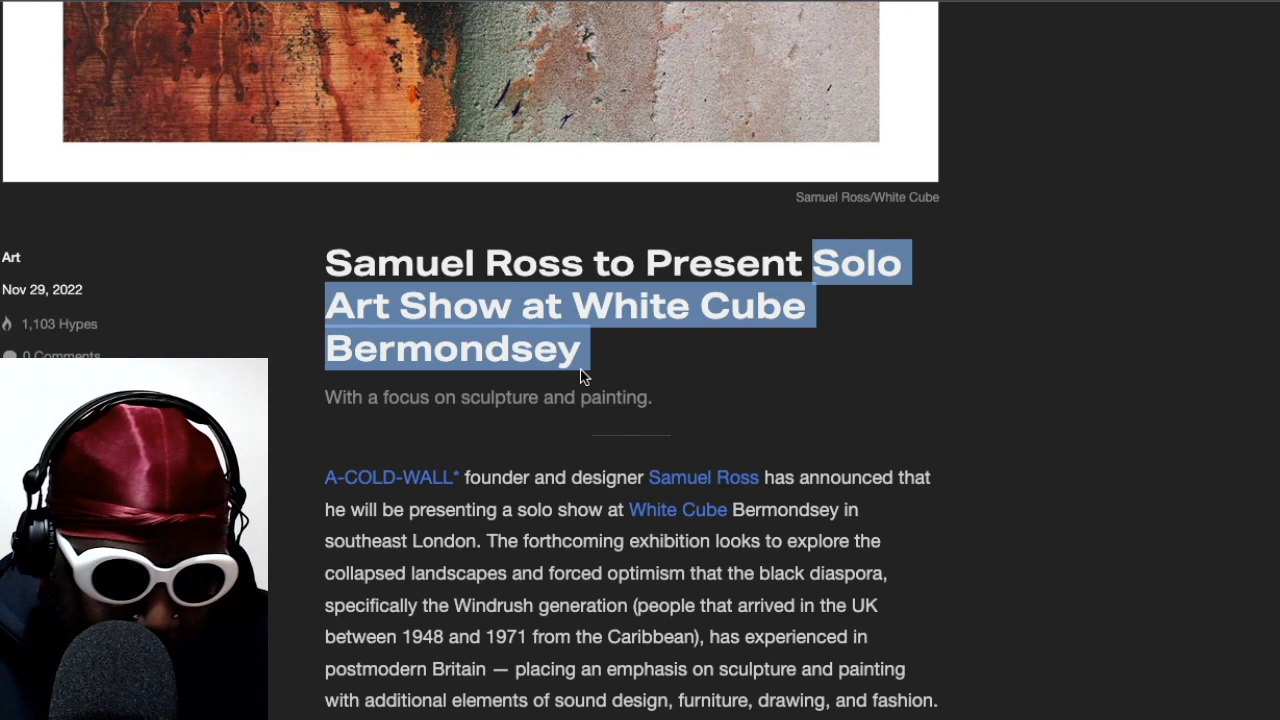 Samuel Ross/White Cube
Art
Nov 29, 2022
1,103 Hypes
0 Comments
Samuel Ross to Present Solo
Art Show at White Cube
Bermondsey
With a focus on sculpture and painting.
A-COLD-WALL* founder and designer Samuel Ross has announced that
he will be presenting a solo show at White Cube Bermondsey in
southeast London. The forthcoming exhibition looks to explore the
collapsed landscapes and forced optimism that the black diaspora,
specifically the Windrush generation (people that arrived in the UK
between 1948 and 1971 from the Caribbean), has experienced in
postmodern Britain — placing an emphasis on sculpture and painting
with additional elements of sound design, furniture, drawing, and fashion.